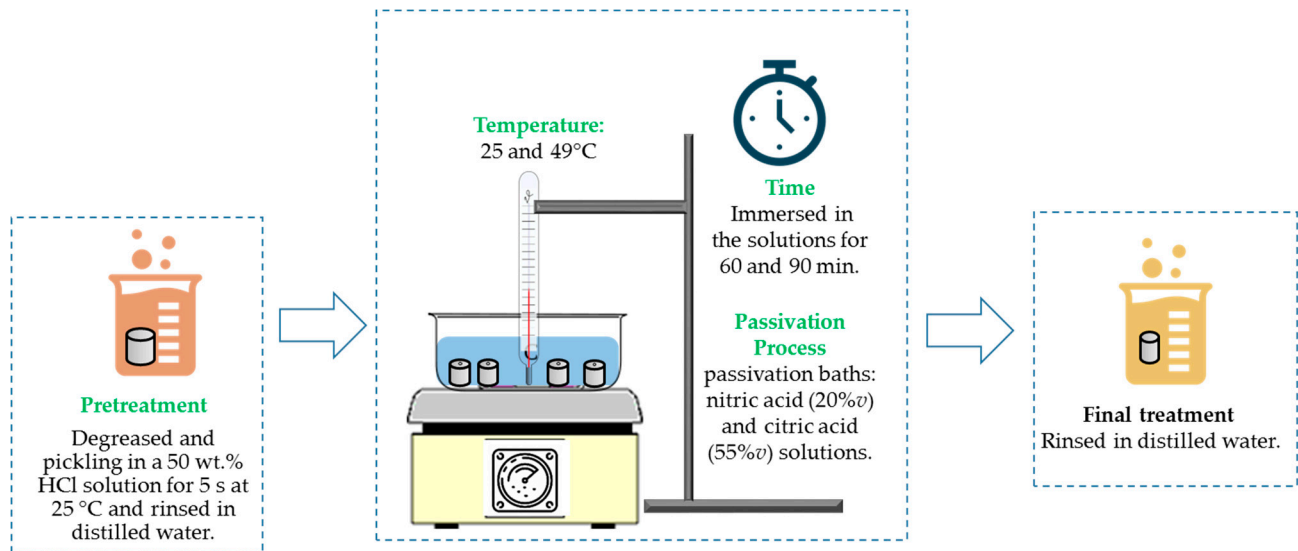 Pretreatment
Degreased and
pickling in a 50 wt.%
HCl solution for 5 s at
25 °C and rinsed in
distilled water.
Temperature:
25 and 49°C
Time
Immersed in
the solutions for
60 and 90 min.
Passivation
Process
passivation baths:
nitric acid (20%v)
and citric acid
(55%v) solutions.
Final treatment
Rinsed in distilled water.